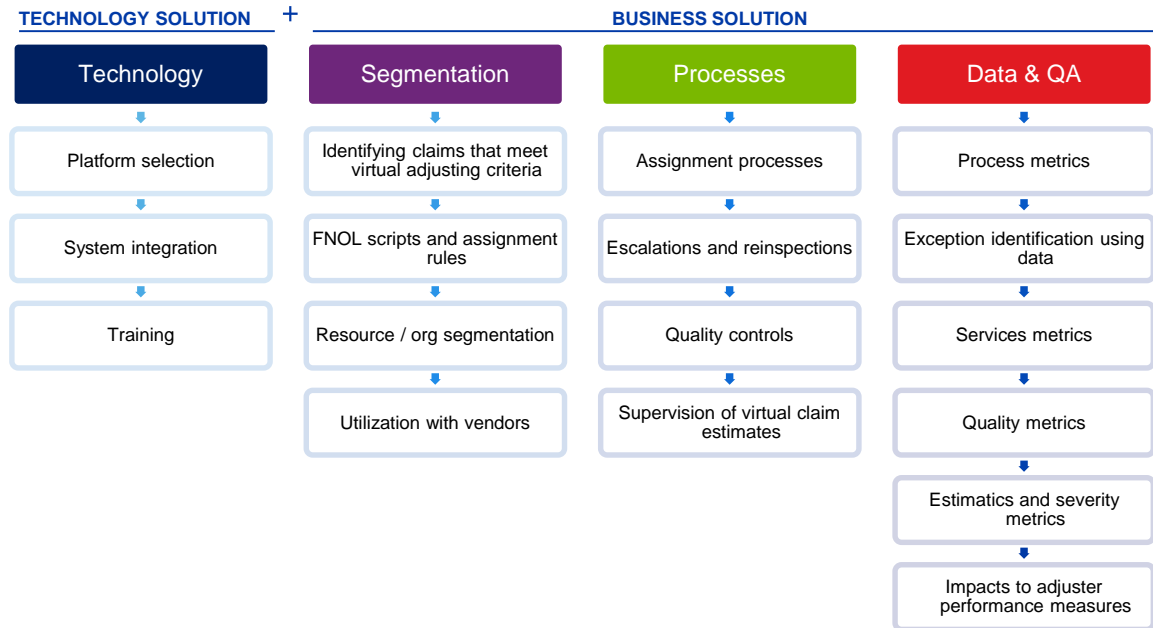 TECHNOLOGY SOLUTION
+
BUSINESS SOLUTION
Technology
Platform selection
System integration
Training
Segmentation
Identifying claims that meet
virtual adjusting criteria
FNOL scripts and assignment
rules
Resource / org segmentation
Utilization with vendors
Processes
Assignment processes
Escalations and reinspections
Quality controls
Supervision of virtual claim
estimates
Data & QA
Process metrics
Exception identification using
data
Services metrics
Quality metrics
Estimatics and severity
metrics
Impacts to adjuster
performance measures